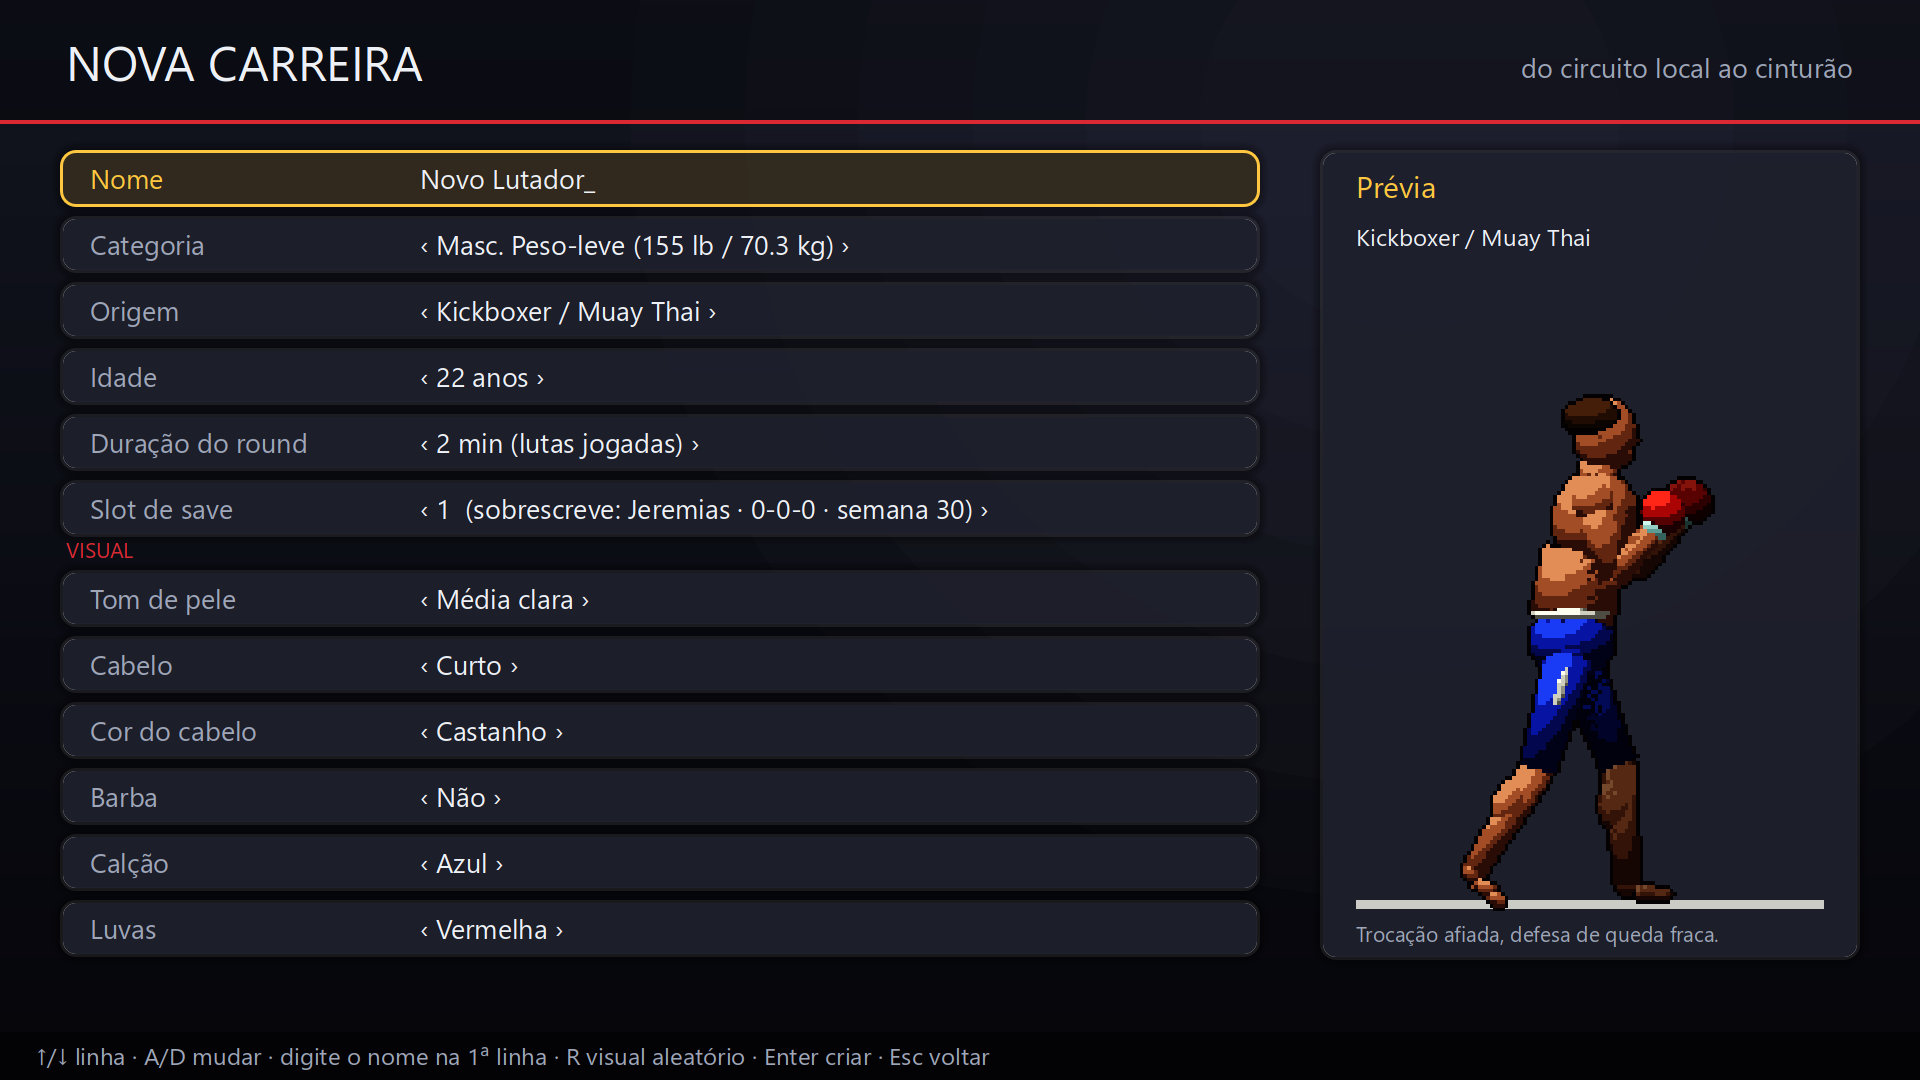 NOVA CARREIRA
do circuito local ao cinturão
Nome Novo Lutador_
Categoria ‹ Masc. Peso-leve (155 lb / 70.3 kg) ›
Origem ‹ Kickboxer / Muay Thai ›
Idade ‹ 22 anos ›
Duração do round ‹ 2 min (lutas jogadas) ›
Slot de save ‹ 1 (sobrescreve: Jeremias · 0-0-0 · semana 30) ›
VISUAL
Tom de pele ‹ Média clara ›
Cabelo ‹ Curto ›
Cor do cabelo ‹ Castanho ›
Barba ‹ Não ›
Calção ‹ Azul ›
Luvas ‹ Vermelha ›
Prévia
Kickboxer / Muay Thai
Trocação afiada, defesa de queda fraca.
↑/↓ linha · A/D mudar · digite o nome na 1ª linha · R visual aleatório · Enter criar · Esc voltar